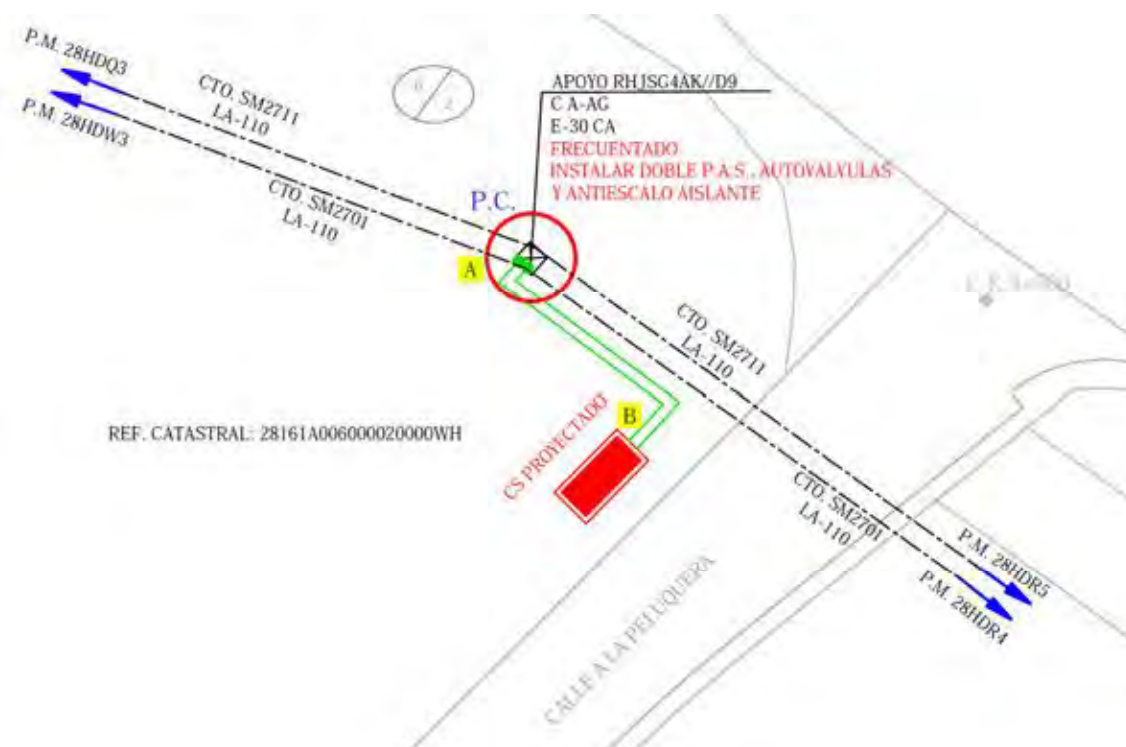 P.M. 28HDQ3
P.M. 28HDW3
CTO. SM2711
LA-110
CTO. SM2701
LA-110
APOYO RHJSG4AK//D9
C A-AG
E-30 CA
FRECUENTADO
INSTALAR DOBLE P.A.S., AUTOVALVULAS
Y ANTIESCALO AISLANTE
P.C.
A
CTO. SM2711
LA-110
B
CS PROYECTADO
REF. CATASTRAL: 28161A006000020000WH
CTO. SM2701
LA-110
P.M. 28HDR5
P.M. 28HDR4
CALLE A LA PELUQUERA